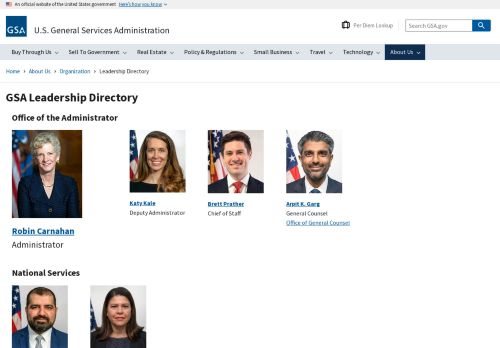 An official website of the United States government Here's how you know
GSA
U.S. General Services Administration
Per Diem Lookup
Search GSA.gov
Buy Through Us Sell To Government Real Estate Policy & Regulations Small Business Travel Technology About Us
Home › About Us › Organization › Leadership Directory
GSA Leadership Directory
Office of the Administrator
Robin Carnahan
Administrator
Katy Kale
Deputy Administrator
Brett Prather
Chief of Staff
Arpit K. Garg
General Counsel
Office of General Counsel
National Services